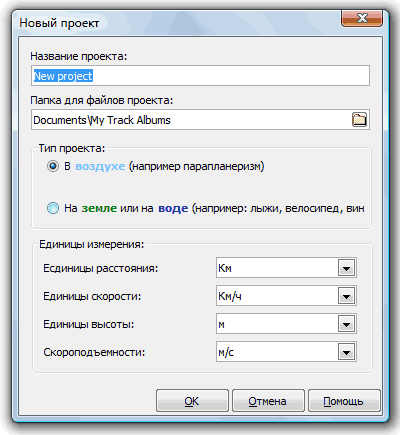 Новый проект
Название проекта:
New project
Папка для файлов проекта:
Documents\My Track Albums
Тип проекта:
В воздухе (например парапланеризм)
На земле или на воде (например: лыжи, велосипед, вин
Единицы измерения:
Есдиницы расстояния:
Км
Единицы скорости:
Км/ч
Единицы высоты:
м
Скороподъемности:
м/с
OK
Отмена
Помощь